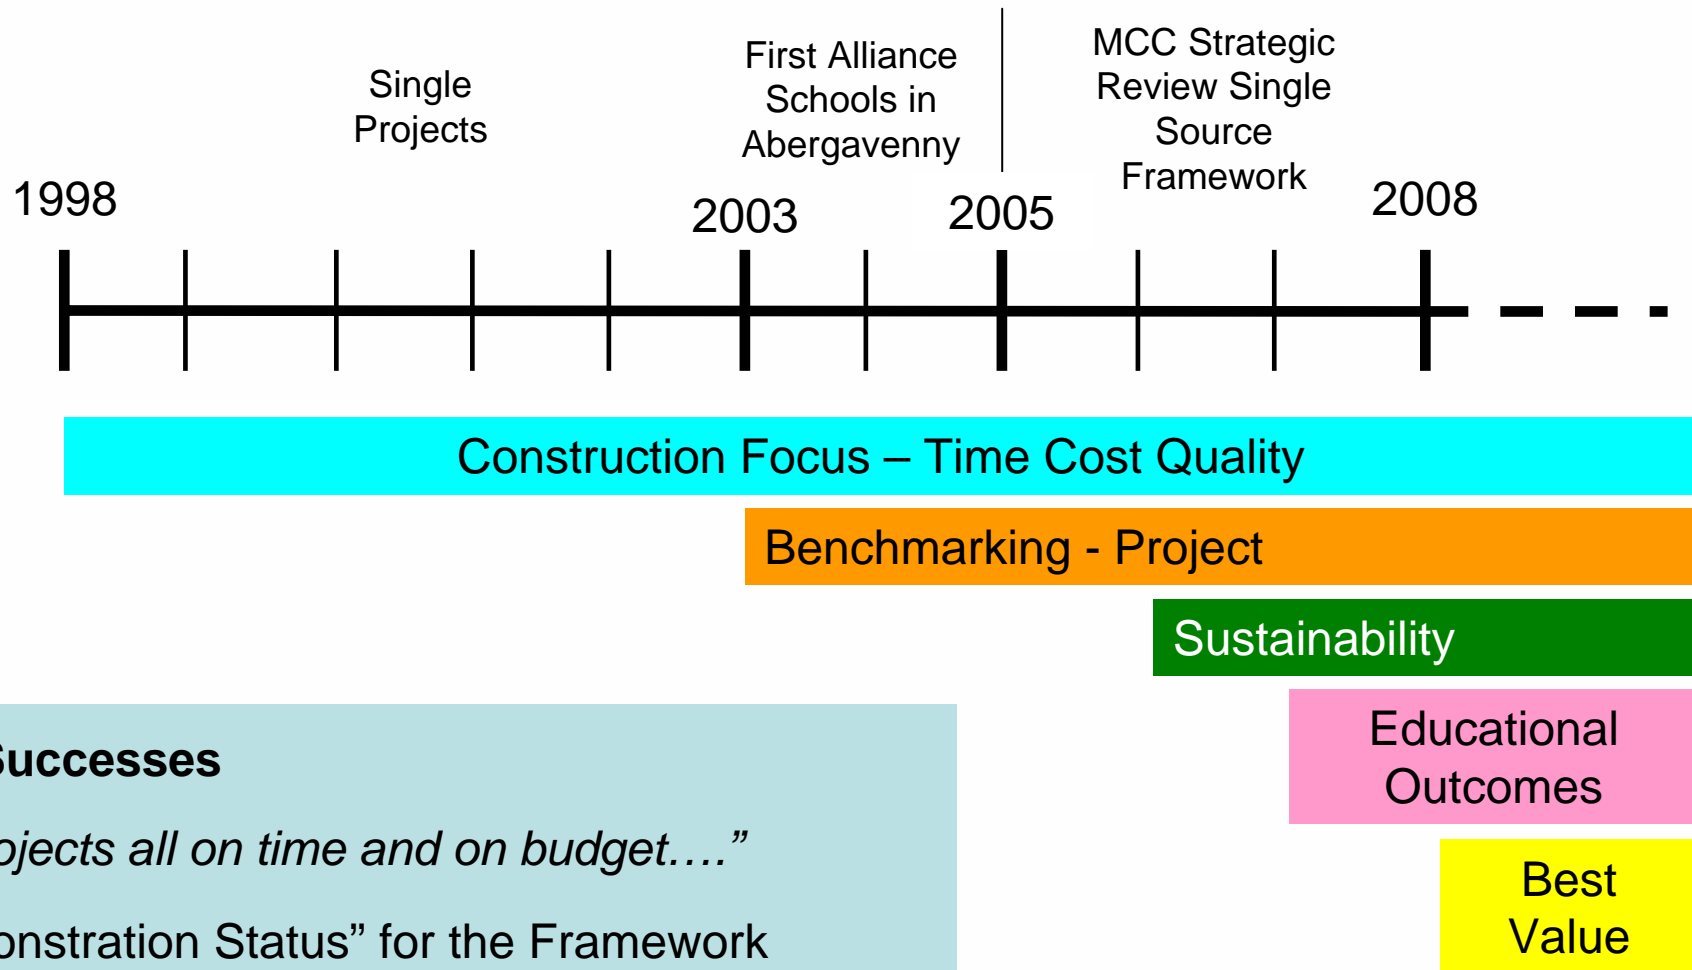 Single
Projects
First Alliance
Schools in
Abergavenny
MCC Strategic
Review Single
Source
Framework
1998
2003
2005
2008
Construction Focus – Time Cost Quality
Benchmarking - Project
Sustainability
Educational
Outcomes
Best
Value
Successes
ojects all on time and on budget….”
onstration Status” for the Framework